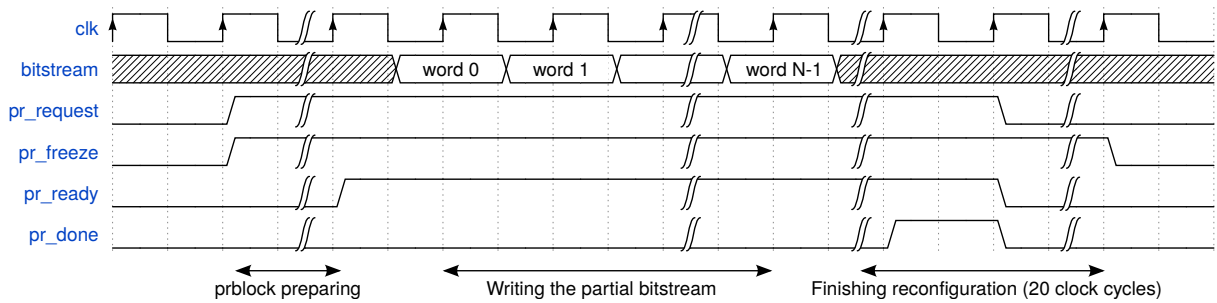 clk
bitstream word 0 word 1 word N-1
pr_request
pr_freeze
pr_ready
pr_done
prblock preparing Writing the partial bitstream Finishing reconfiguration (20 clock cycles)